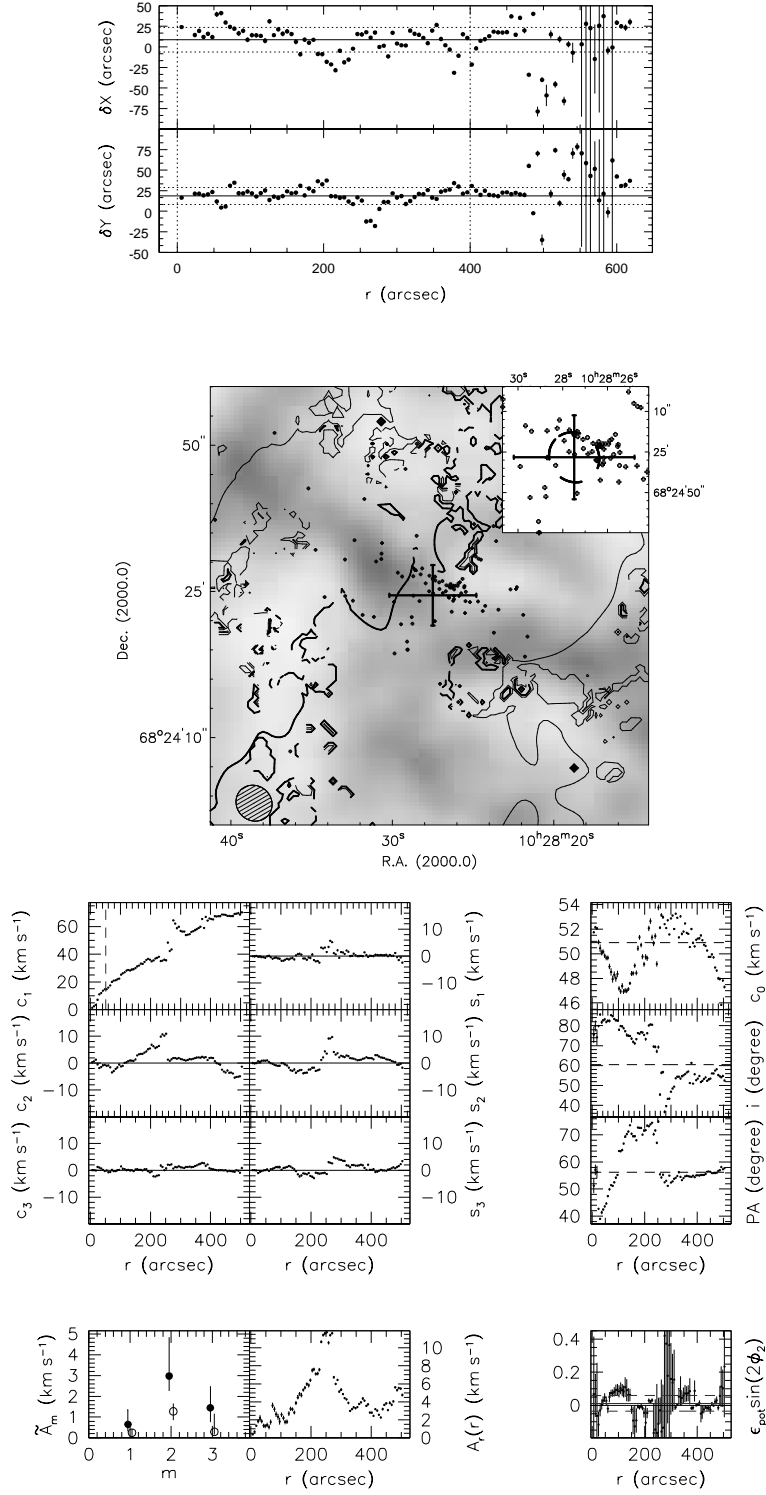 50
25
0
-25
-50
-75
δX (arcsec)
75
50
25
0
-25
-50
δY (arcsec)
0 200 400 600
r (arcsec)
30ˢ 28ˢ 10ʰ28ᵐ26ˢ
10"
25'
68°24'50"
50"
25'
68°24'10"
Dec. (2000.0)
40ˢ 30ˢ 10ʰ28ᵐ20ˢ
R.A. (2000.0)
60
40
20
0
c₁ (km s⁻¹)
10
0
−10
s₁ (km s⁻¹)
54
52
50
48
46
c₀ (km s⁻¹)
10
0
−10
c₂ (km s⁻¹)
10
0
−10
s₂ (km s⁻¹)
80
70
60
50
40
i (degree)
10
0
−10
c₃ (km s⁻¹)
10
0
−10
s₃ (km s⁻¹)
70
60
50
40
PA (degree)
0 200 400
r (arcsec)
0 200 400
r (arcsec)
0 200 400
r (arcsec)
5
4
3
2
1
0
Ãₘ (km s⁻¹)
0 1 2 3
m
10
8
6
4
2
0
Aᵣ(r) (km s⁻¹)
0 200 400
r (arcsec)
0.4
0.2
0
ϵₚₒₜsin(2ϕ₂)
0 200 400
r (arcsec)